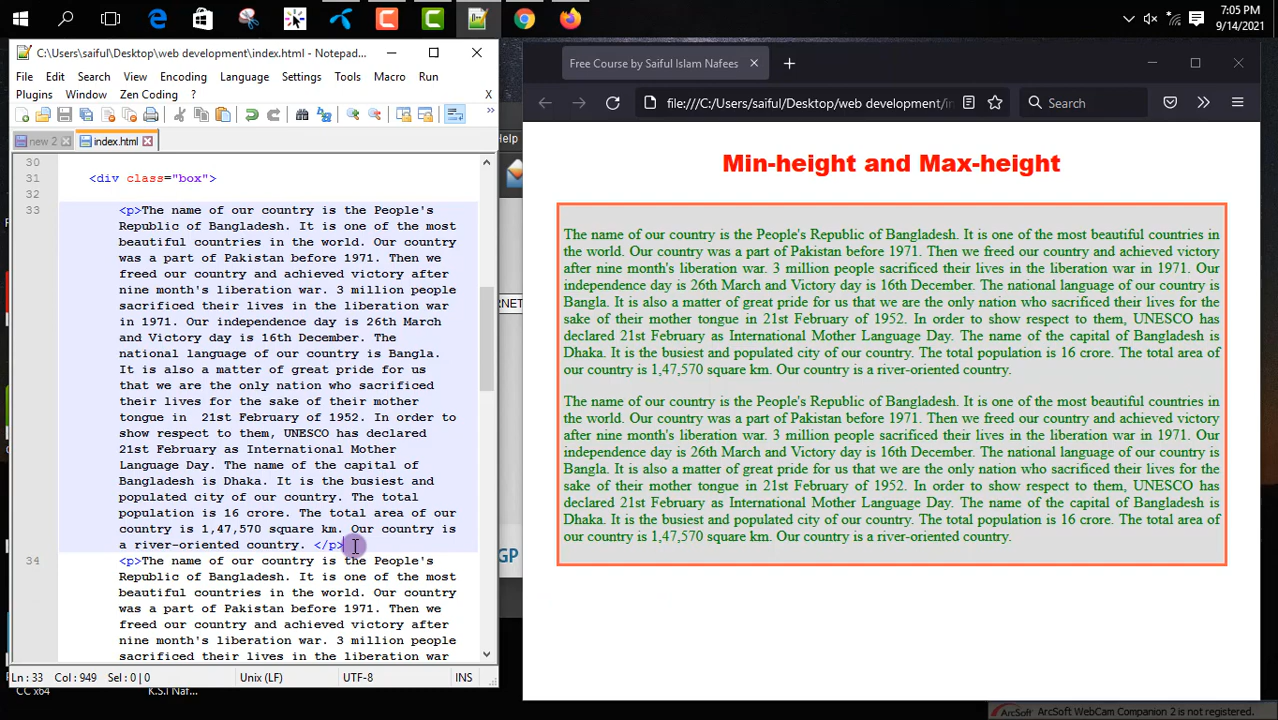 7:05 PM
9/14/2021
C:\Users\saiful\Desktop\web development\index.html - Notepad...
File Edit Search View Encoding Language Settings Tools Macro Run
Plugins Window Zen Coding ? X
new 2 index.html
30
31 <div class="box">
32
33 <p>The name of our country is the People's
Republic of Bangladesh. It is one of the most
beautiful countries in the world. Our country
was a part of Pakistan before 1971. Then we
freed our country and achieved victory after
nine month's liberation war. 3 million people
sacrificed their lives in the liberation war
in 1971. Our independence day is 26th March
and Victory day is 16th December. The
national language of our country is Bangla.
It is also a matter of great pride for us
that we are the only nation who sacrificed
their lives for the sake of their mother
tongue in  21st February of 1952. In order to
show respect to them, UNESCO has declared
21st February as International Mother
Language Day. The name of the capital of
Bangladesh is Dhaka. It is the busiest and
populated city of our country. The total
population is 16 crore. The total area of our
country is 1,47,570 square km. Our country is
a river-oriented country. </p>
34 <p>The name of our country is the People's
Republic of Bangladesh. It is one of the most
beautiful countries in the world. Our country
was a part of Pakistan before 1971. Then we
freed our country and achieved victory after
nine month's liberation war. 3 million people
sacrificed their lives in the liberation war
Ln : 33 Col : 949 Sel : 0 | 0 Unix (LF) UTF-8 INS
CC x64 K.S.I Naf...
Help
RNET
GP
Free Course by Saiful Islam Nafees
file:///C:/Users/saiful/Desktop/web development/in Search
Min-height and Max-height
The name of our country is the People's Republic of Bangladesh. It is one of the most beautiful countries in
the world. Our country was a part of Pakistan before 1971. Then we freed our country and achieved victory
after nine month's liberation war. 3 million people sacrificed their lives in the liberation war in 1971. Our
independence day is 26th March and Victory day is 16th December. The national language of our country is
Bangla. It is also a matter of great pride for us that we are the only nation who sacrificed their lives for the
sake of their mother tongue in 21st February of 1952. In order to show respect to them, UNESCO has
declared 21st February as International Mother Language Day. The name of the capital of Bangladesh is
Dhaka. It is the busiest and populated city of our country. The total population is 16 crore. The total area of
our country is 1,47,570 square km. Our country is a river-oriented country.
The name of our country is the People's Republic of Bangladesh. It is one of the most beautiful countries in
the world. Our country was a part of Pakistan before 1971. Then we freed our country and achieved victory
after nine month's liberation war. 3 million people sacrificed their lives in the liberation war in 1971. Our
independence day is 26th March and Victory day is 16th December. The national language of our country is
Bangla. It is also a matter of great pride for us that we are the only nation who sacrificed their lives for the
sake of their mother tongue in 21st February of 1952. In order to show respect to them, UNESCO has
declared 21st February as International Mother Language Day. The name of the capital of Bangladesh is
Dhaka. It is the busiest and populated city of our country. The total population is 16 crore. The total area of
our country is 1,47,570 square km. Our country is a river-oriented country.
ArcSoft ArcSoft WebCam Companion 2 is not registered.